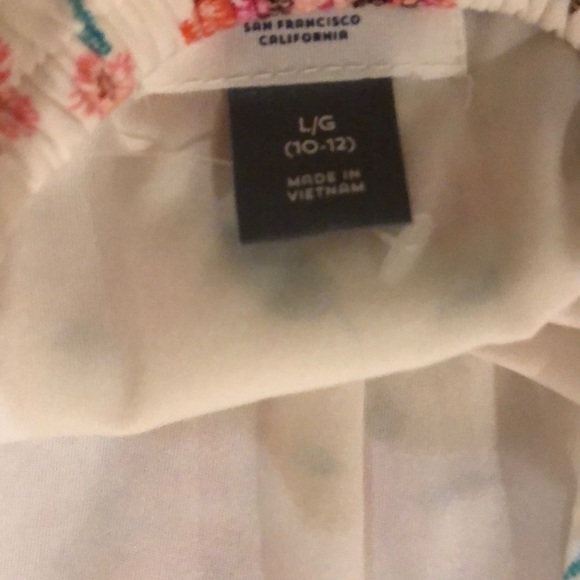 SAN FRANCISCO
CALIFORNIA
L/G
(10-12)
MADE IN
VIETNAM